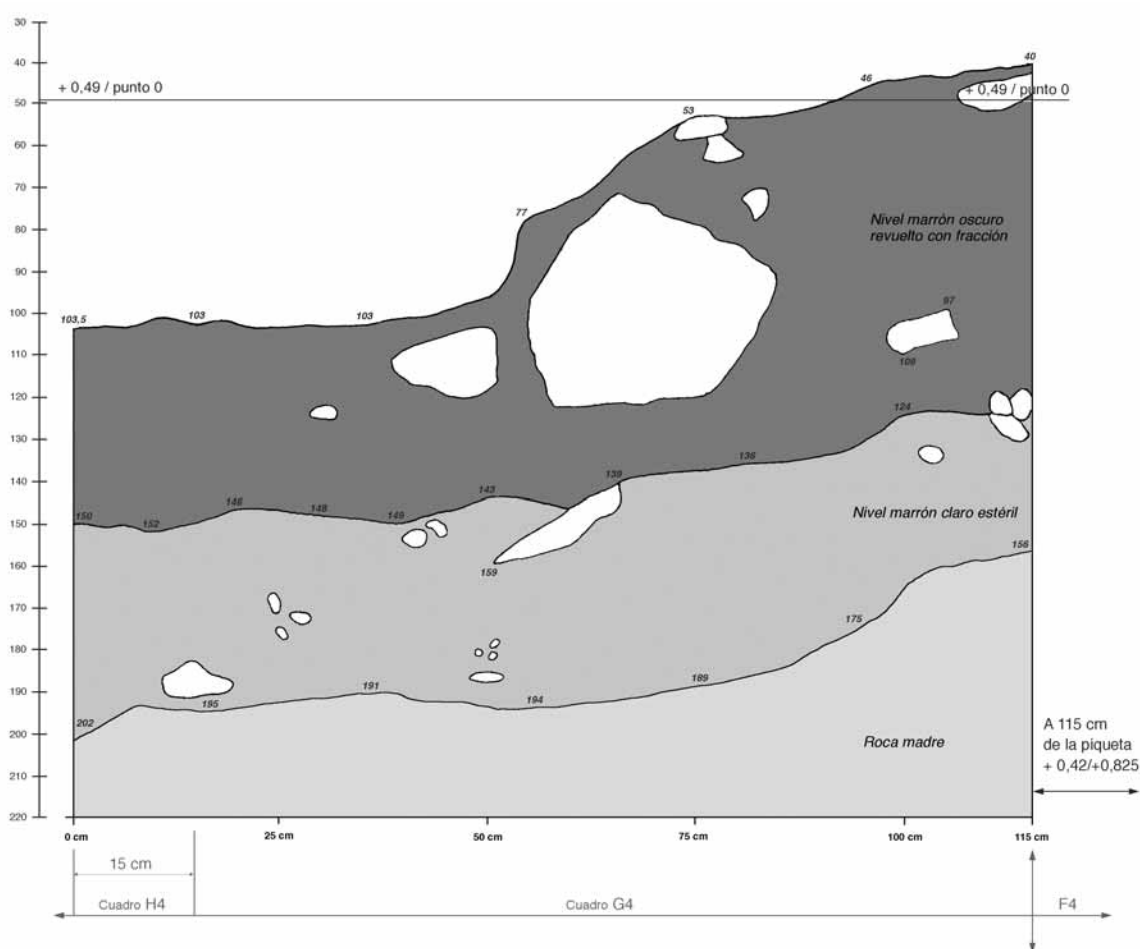 30
40
50
60
70
80
90
100
110
120
130
140
150
160
170
180
190
200
210
220
+ 0,49 / punto 0
+ 0,49 / punto 0
40
46
53
77
103,5
103
103
Nivel marrón oscuro
revuelto con fracción
97
109
124
136
139
143
149
148
146
152
150
159
Nivel marrón claro estéril
156
175
189
194
191
195
202
Roca madre
A 115 cm
de la piqueta
+ 0,42/+0,825
0 cm
25 cm
50 cm
75 cm
100 cm
115 cm
15 cm
Cuadro H4
Cuadro G4
F4